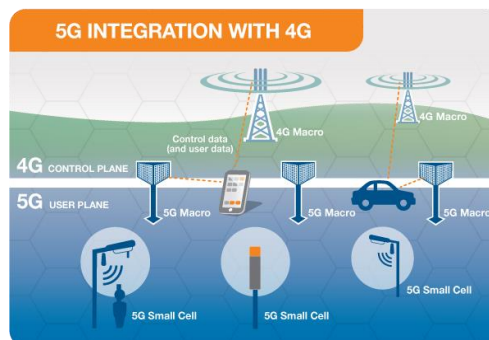 5G INTEGRATION WITH 4G
4G Macro
4G Macro
Control data
(and user data)
4G CONTROL PLANE
5G USER PLANE
5G Macro
5G Macro
5G Macro
5G Small Cell
5G Small Cell
5G Small Cell